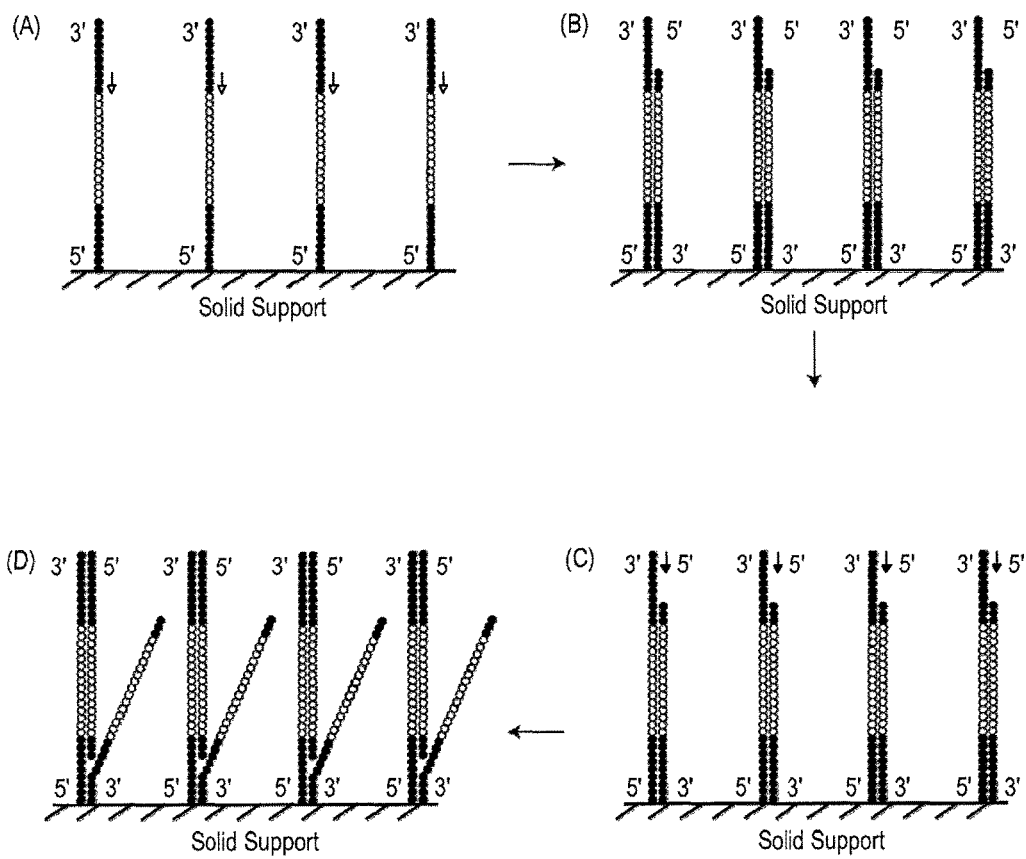 (A) 3' 3' 3' 3'
5' 5' 5' 5'
Solid Support
(B) 3' 5' 3' 5' 3' 5' 3' 5'
5' 3' 5' 3' 5' 3' 5' 3'
Solid Support
(D) 3' 5' 3' 5' 3' 5' 3' 5'
5' 3' 5' 3' 5' 3' 5' 3'
Solid Support
(C) 3' 5' 3' 5' 3' 5' 3' 5'
5' 3' 5' 3' 5' 3' 5' 3'
Solid Support